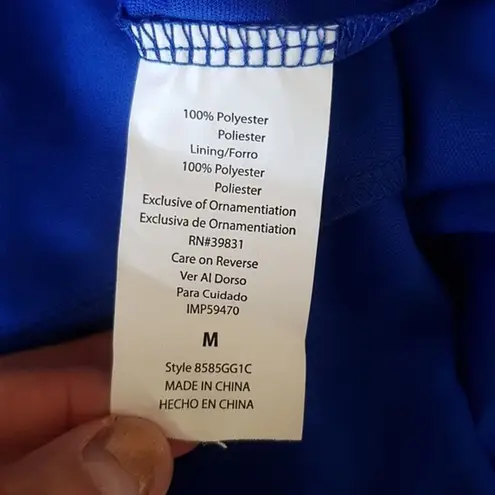 100% Polyester
Poliester
Lining/Forro
100% Polyester
Poliester
Exclusive of Ornamentiation
Exclusiva de Ornamentiation
RN#39831
Care on Reverse
Ver Al Dorso
Para Cuidado
IMP59470
M
Style 8585GG1C
MADE IN CHINA
HECHO EN CHINA